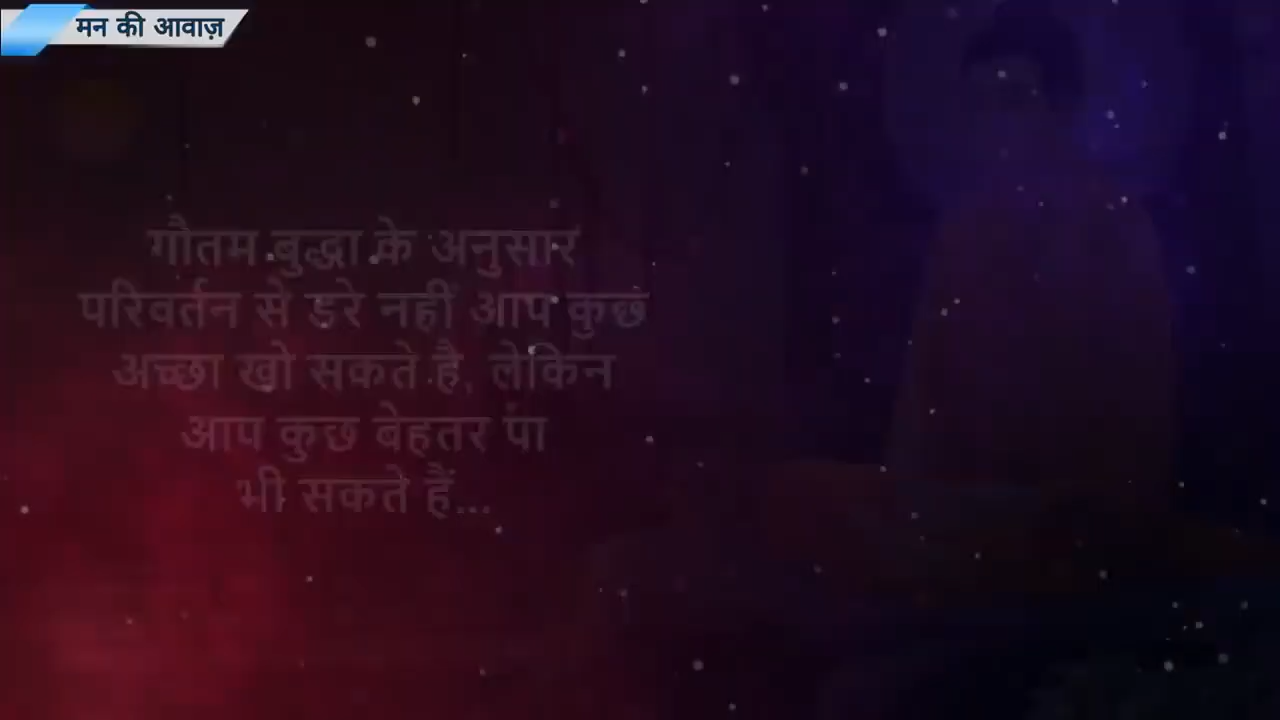 मन की आवाज़
गौतम बुद्धा के अनुसार
परिवर्तन से डरे नहीं आप कुछ
अच्छा खो सकते है, लेकिन
आप कुछ बेहतर पा
भी सकते हैं...